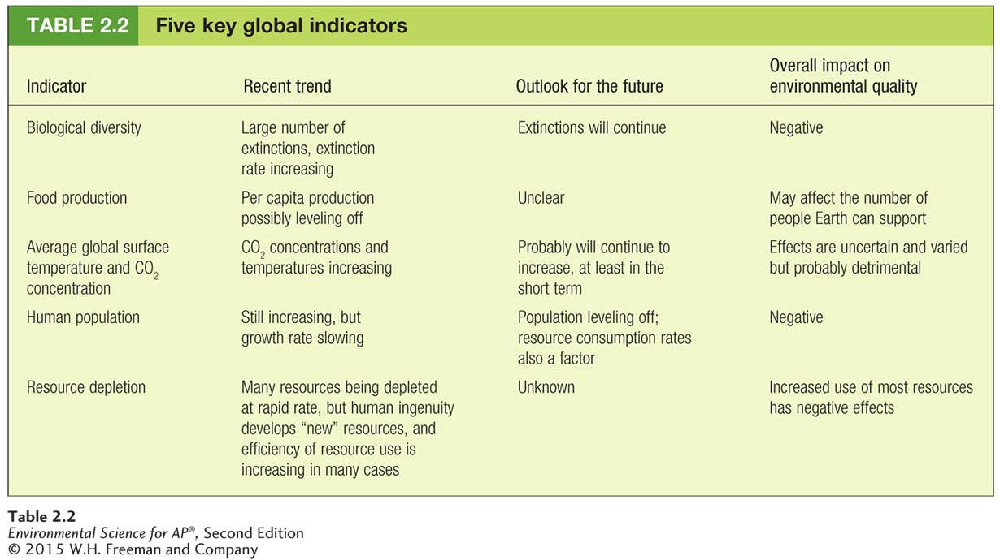 TABLE 2.2 Five key global indicators
Indicator
Recent trend
Outlook for the future
Overall impact on
environmental quality
Biological diversity
Large number of
extinctions, extinction
rate increasing
Extinctions will continue
Negative
Food production
Per capita production
possibly leveling off
Unclear
May affect the number of
people Earth can support
Average global surface
temperature and CO₂
concentration
CO₂ concentrations and
temperatures increasing
Probably will continue to
increase, at least in the
short term
Effects are uncertain and varied
but probably detrimental
Human population
Still increasing, but
growth rate slowing
Population leveling off;
resource consumption rates
also a factor
Negative
Resource depletion
Many resources being depleted
at rapid rate, but human ingenuity
develops “new” resources, and
efficiency of resource use is
increasing in many cases
Unknown
Increased use of most resources
has negative effects
Table 2.2
Environmental Science for AP®, Second Edition
© 2015 W.H. Freeman and Company